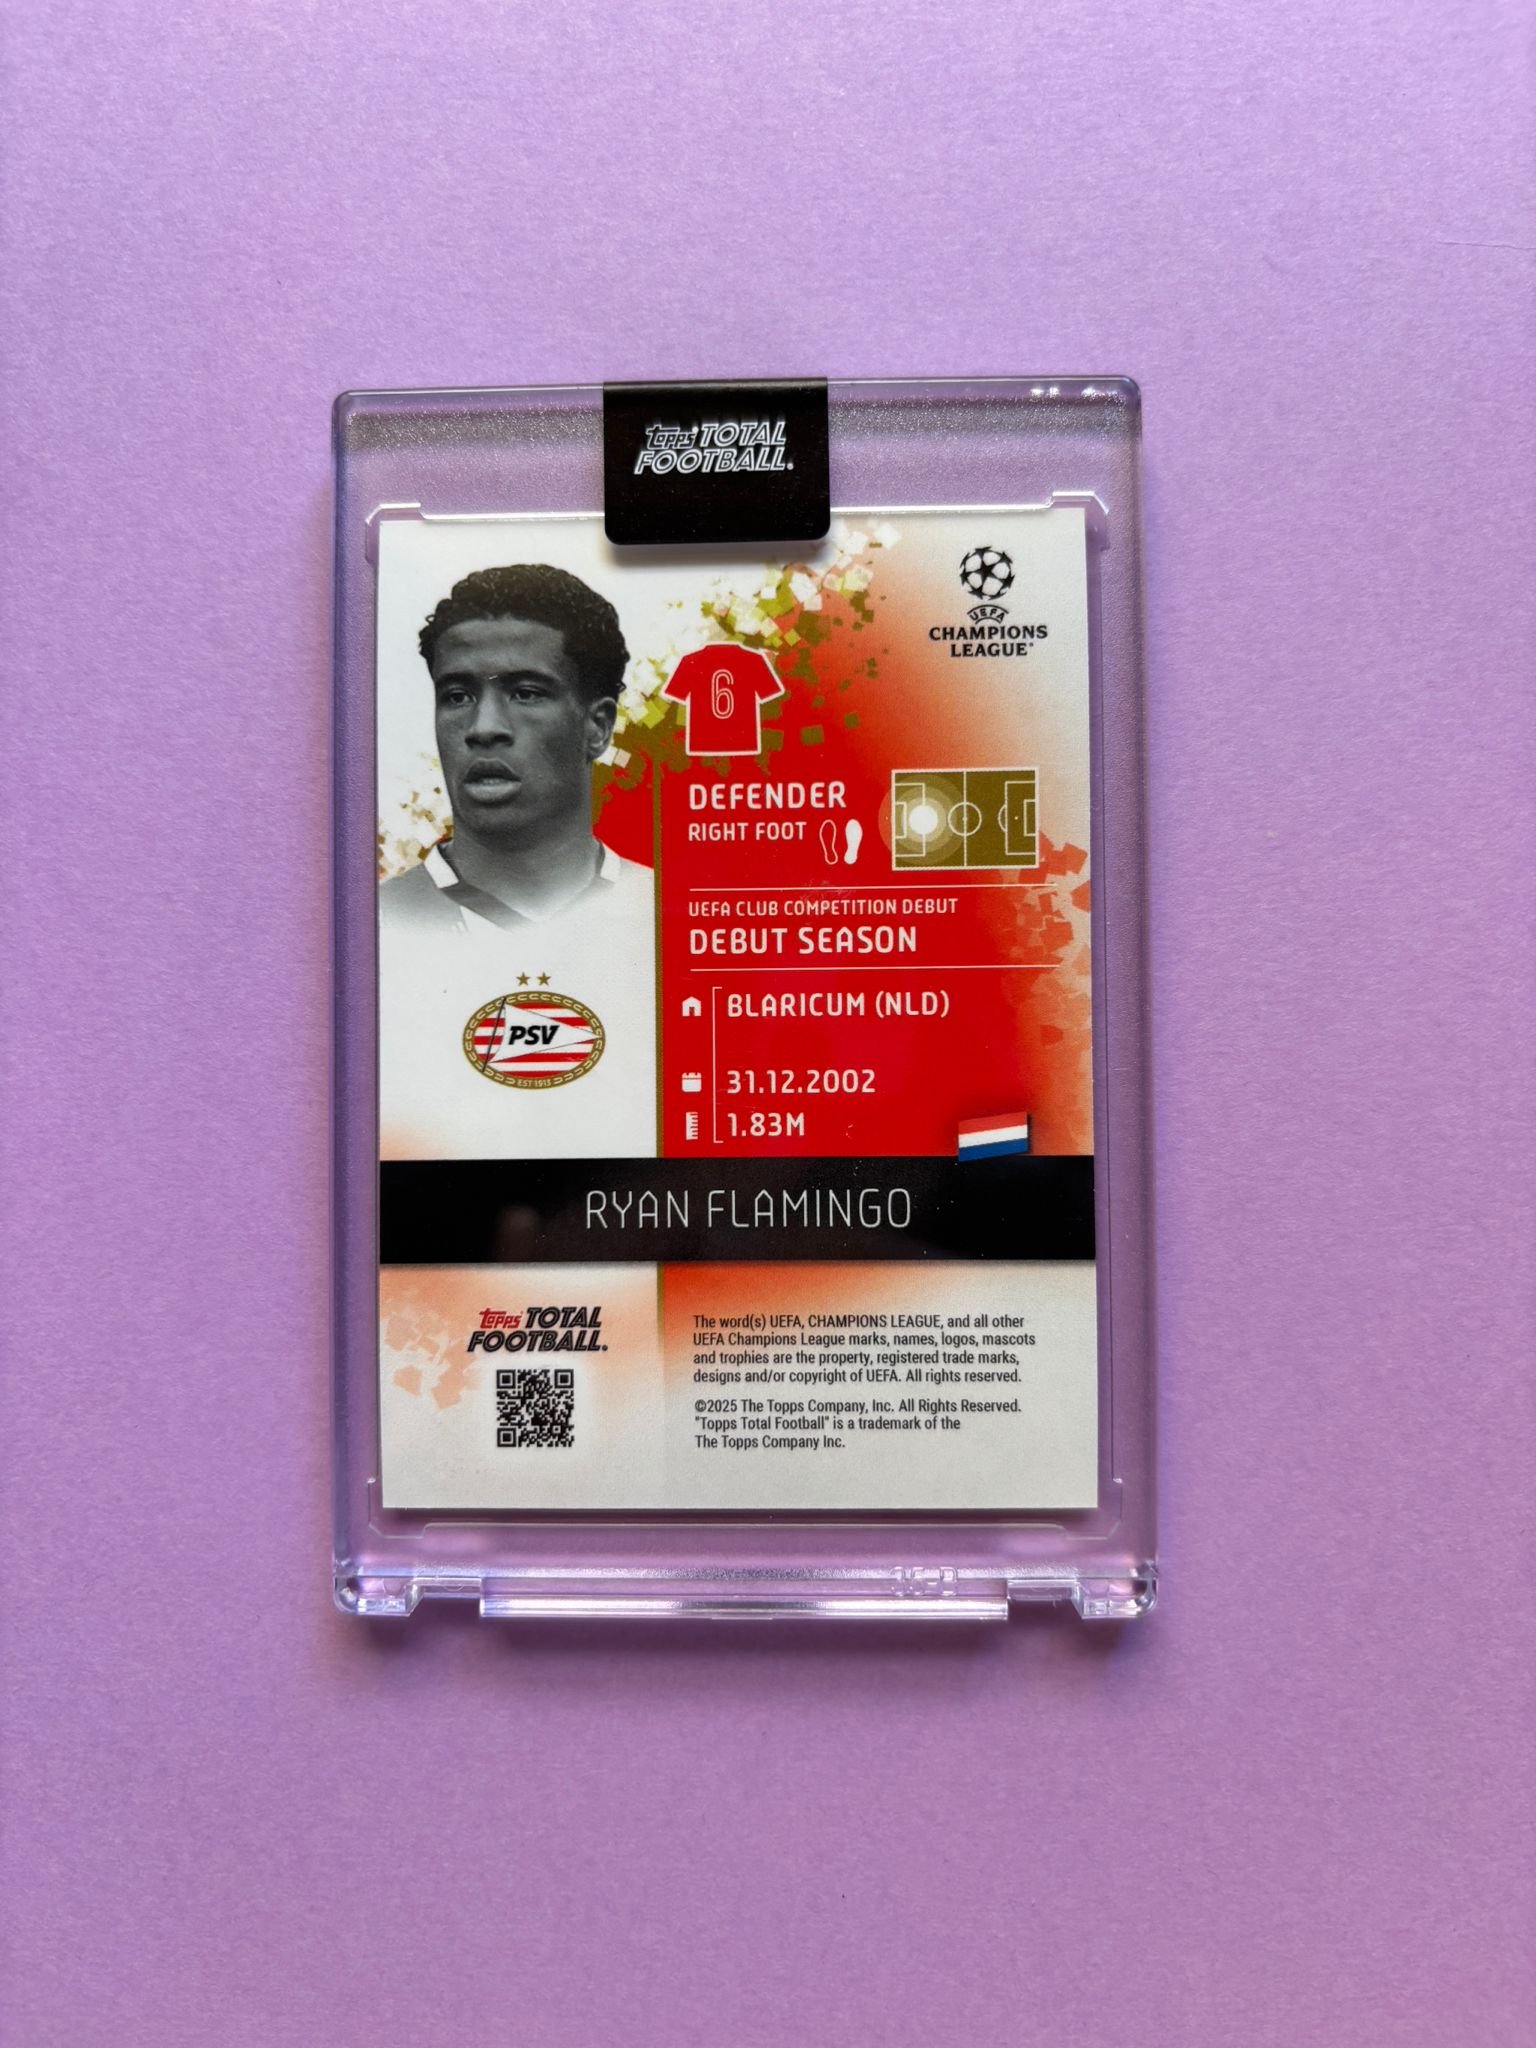 topps TOTAL
FOOTBALL.
UEFA
CHAMPIONS
LEAGUE
6
DEFENDER
RIGHT FOOT
UEFA CLUB COMPETITION DEBUT
DEBUT SEASON
PSV
EST 1913
BLARICUM (NLD)
31.12.2002
1.83M
RYAN FLAMINGO
topps TOTAL
FOOTBALL.
The word(s) UEFA, CHAMPIONS LEAGUE, and all other
UEFA Champions League marks, names, logos, mascots
and trophies are the property, registered trade marks,
designs and/or copyright of UEFA. All rights reserved.
©2025 The Topps Company, Inc. All Rights Reserved.
"Topps Total Football" is a trademark of the
The Topps Company Inc.